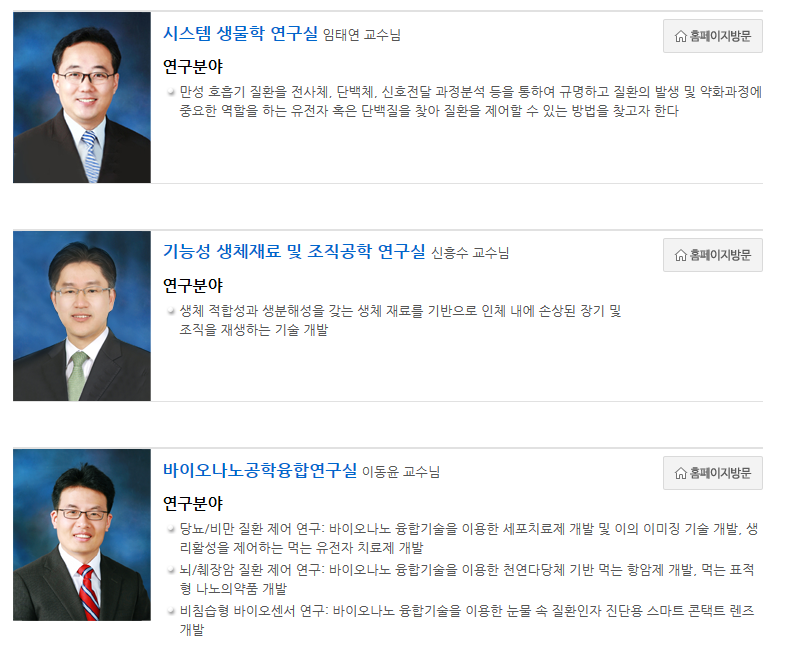 시스템 생물학 연구실 임태연 교수님
홈페이지방문
연구분야
만성 호흡기 질환을 전사체, 단백체, 신호전달 과정분석 등을 통하여 규명하고 질환의 발생 및 약화과정에
중요한 역할을 하는 유전자 혹은 단백질을 찾아 질환을 제어할 수 있는 방법을 찾고자 한다
기능성 생체재료 및 조직공학 연구실 신흥수 교수님
홈페이지방문
연구분야
생체 적합성과 생분해성을 갖는 생체 재료를 기반으로 인체 내에 손상된 장기 및
조직을 재생하는 기술 개발
바이오나노공학융합연구실 이동윤 교수님
홈페이지방문
연구분야
당뇨/비만 질환 제어 연구: 바이오나노 융합기술을 이용한 세포치료제 개발 및 이의 이미징 기술 개발, 생
리활성을 제어하는 먹는 유전자 치료제 개발
뇌/췌장암 질환 제어 연구: 바이오나노 융합기술을 이용한 천연다당체 기반 먹는 항암제 개발, 먹는 표적
형 나노의약품 개발
비침습형 바이오센서 연구: 바이오나노 융합기술을 이용한 눈물 속 질환인자 진단용 스마트 콘택트 렌즈
개발